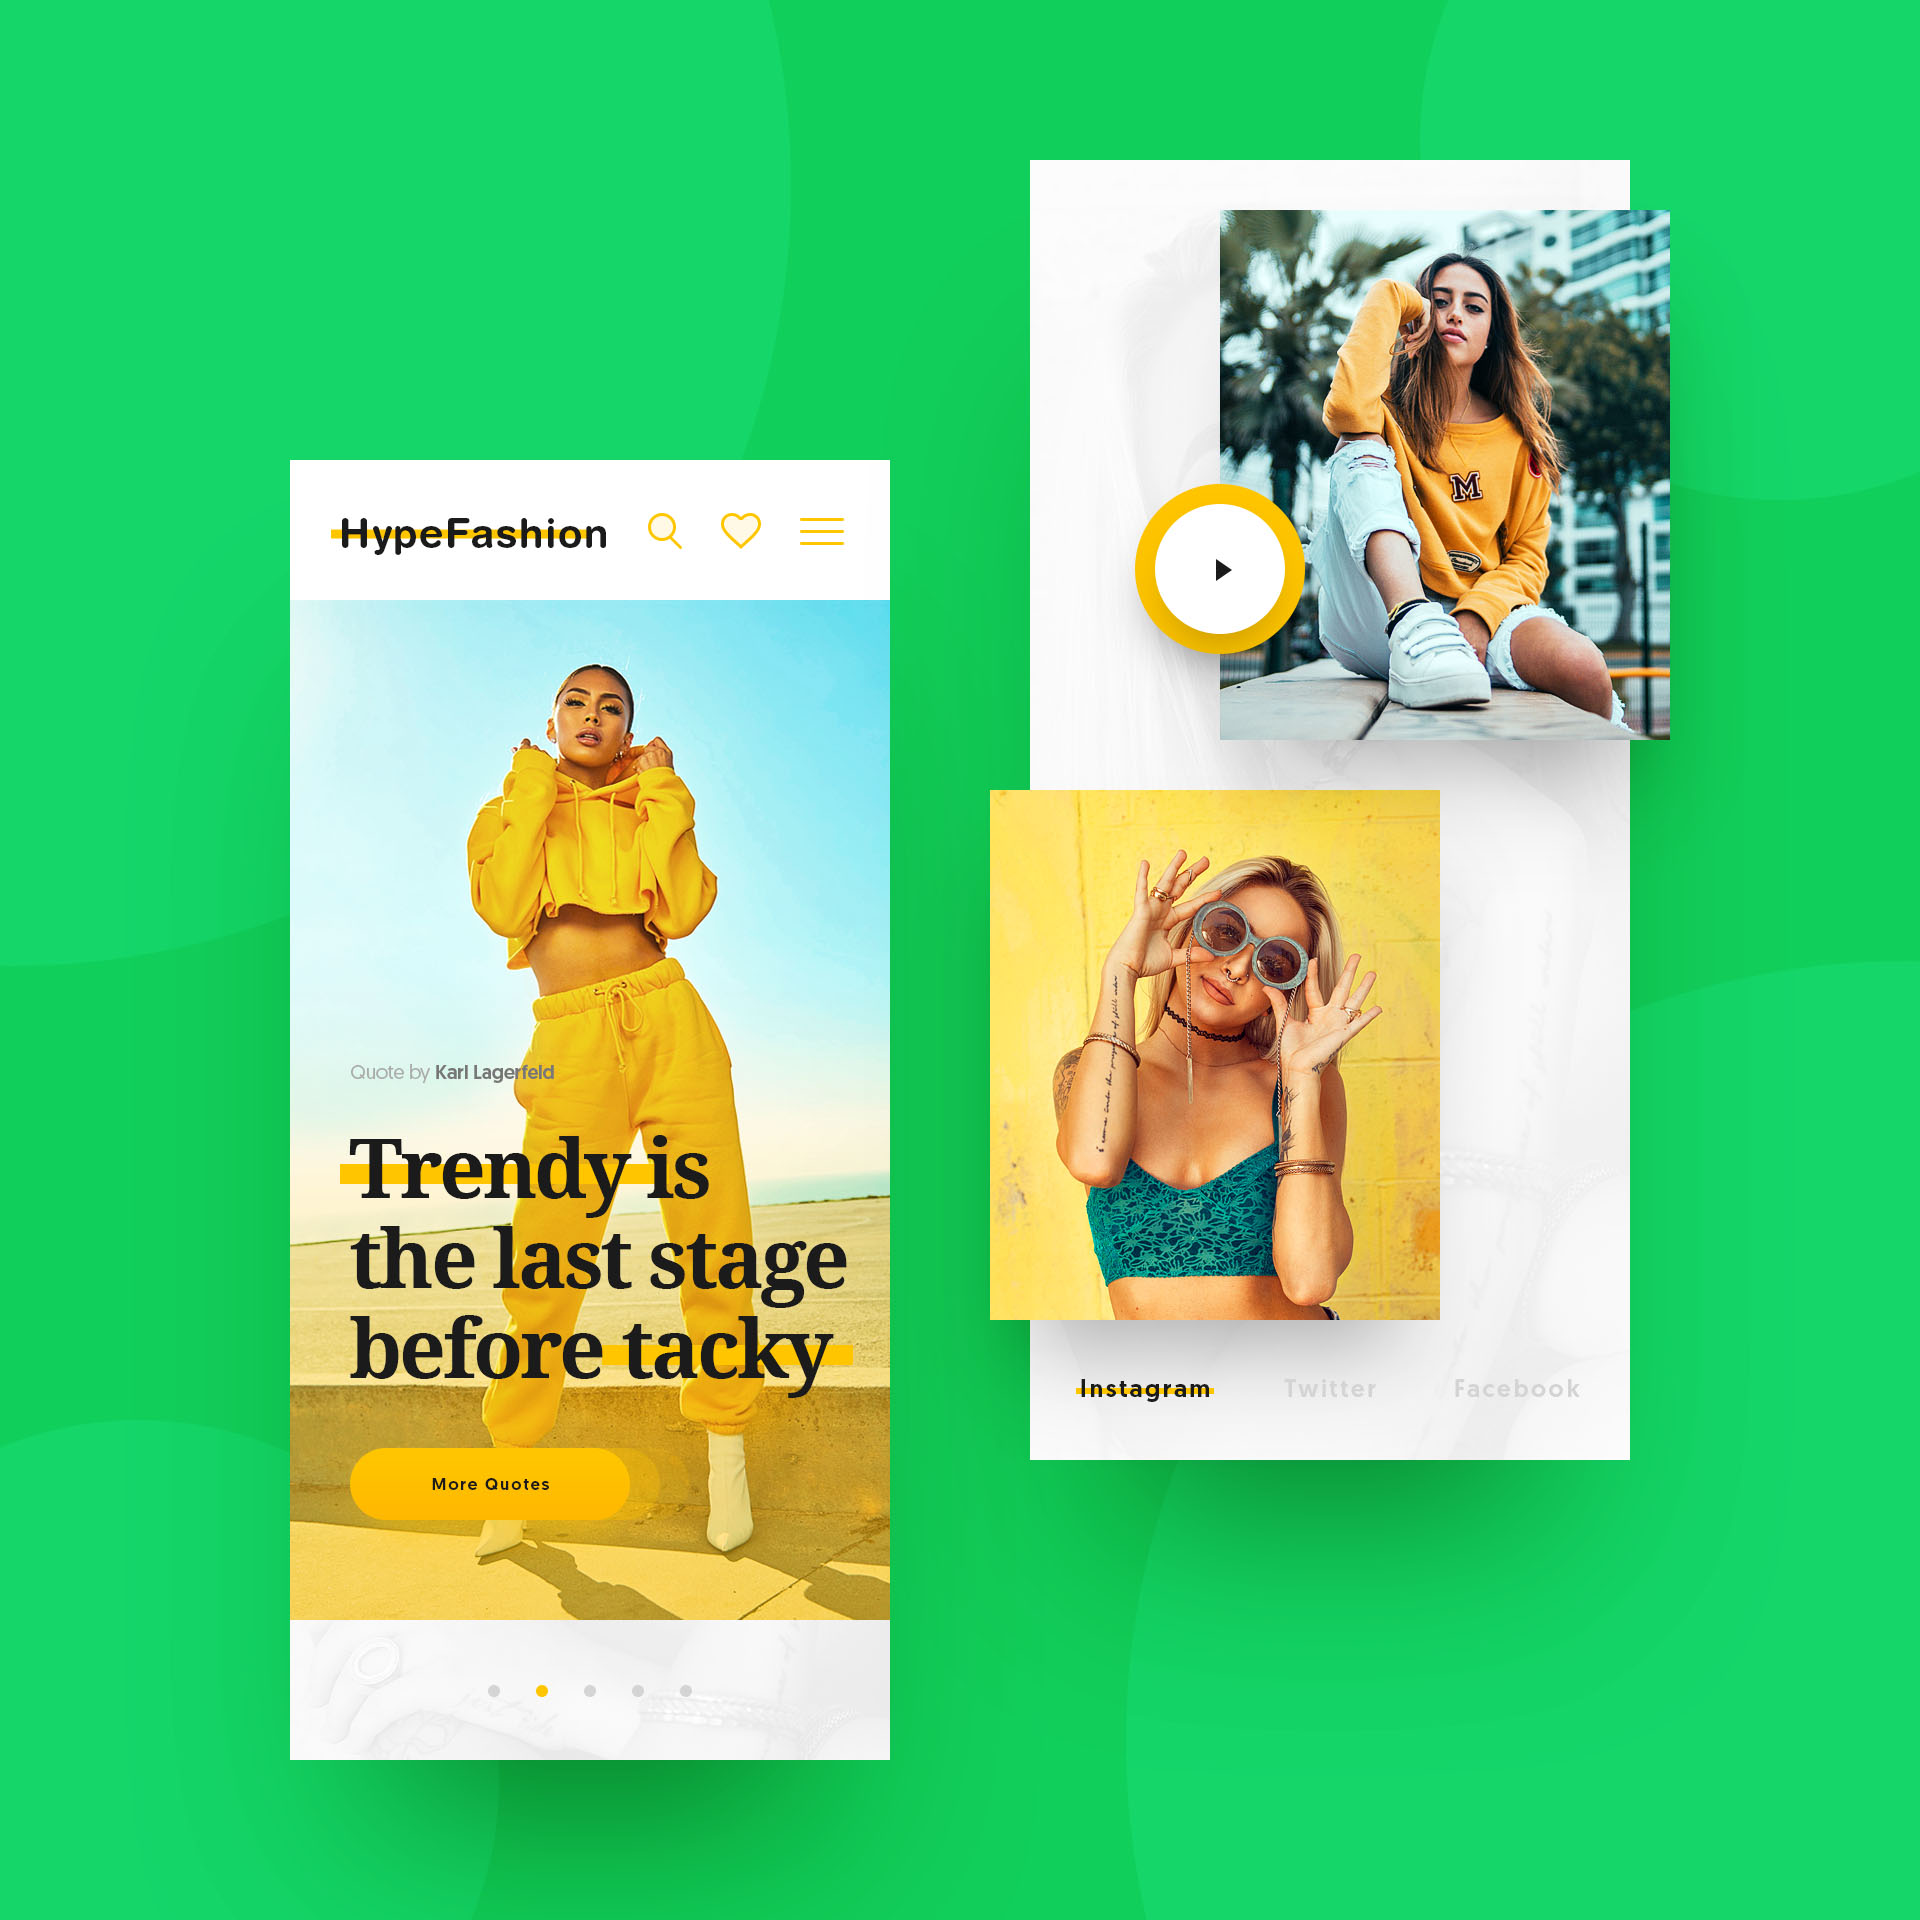 HypeFashion
Quote by Karl Lagerfeld
Trendy is
the last stage
before tacky
More Quotes
M
Instagram
Twitter
Facebook